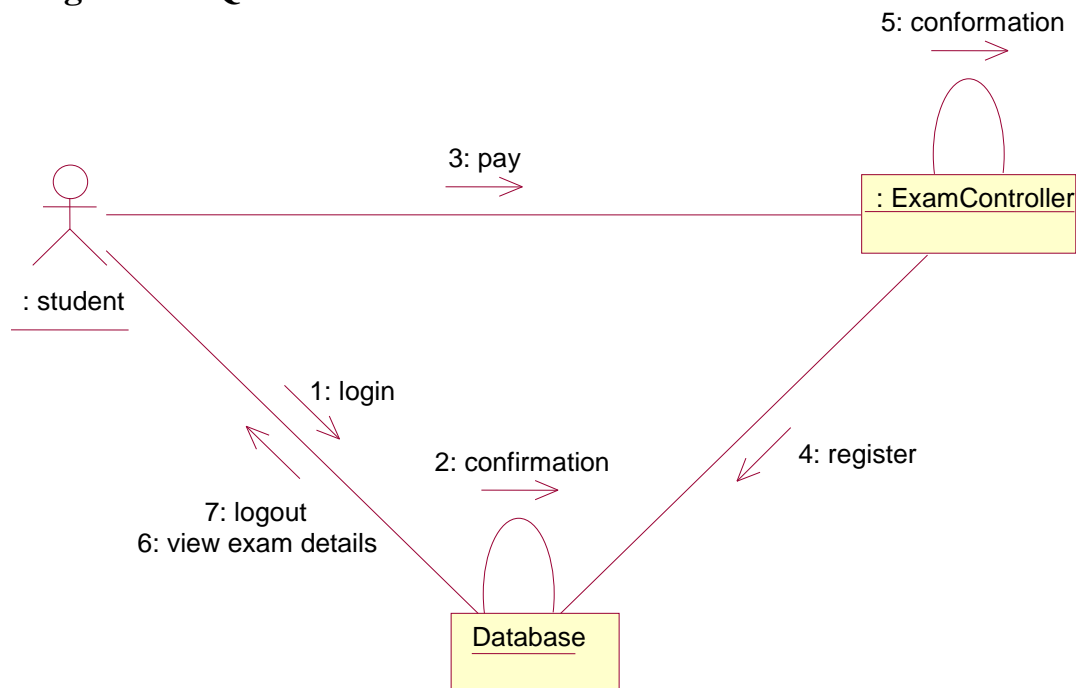 5: conformation
3: pay
: ExamController
: student
1: login
2: confirmation
4: register
7: logout
6: view exam details
Database